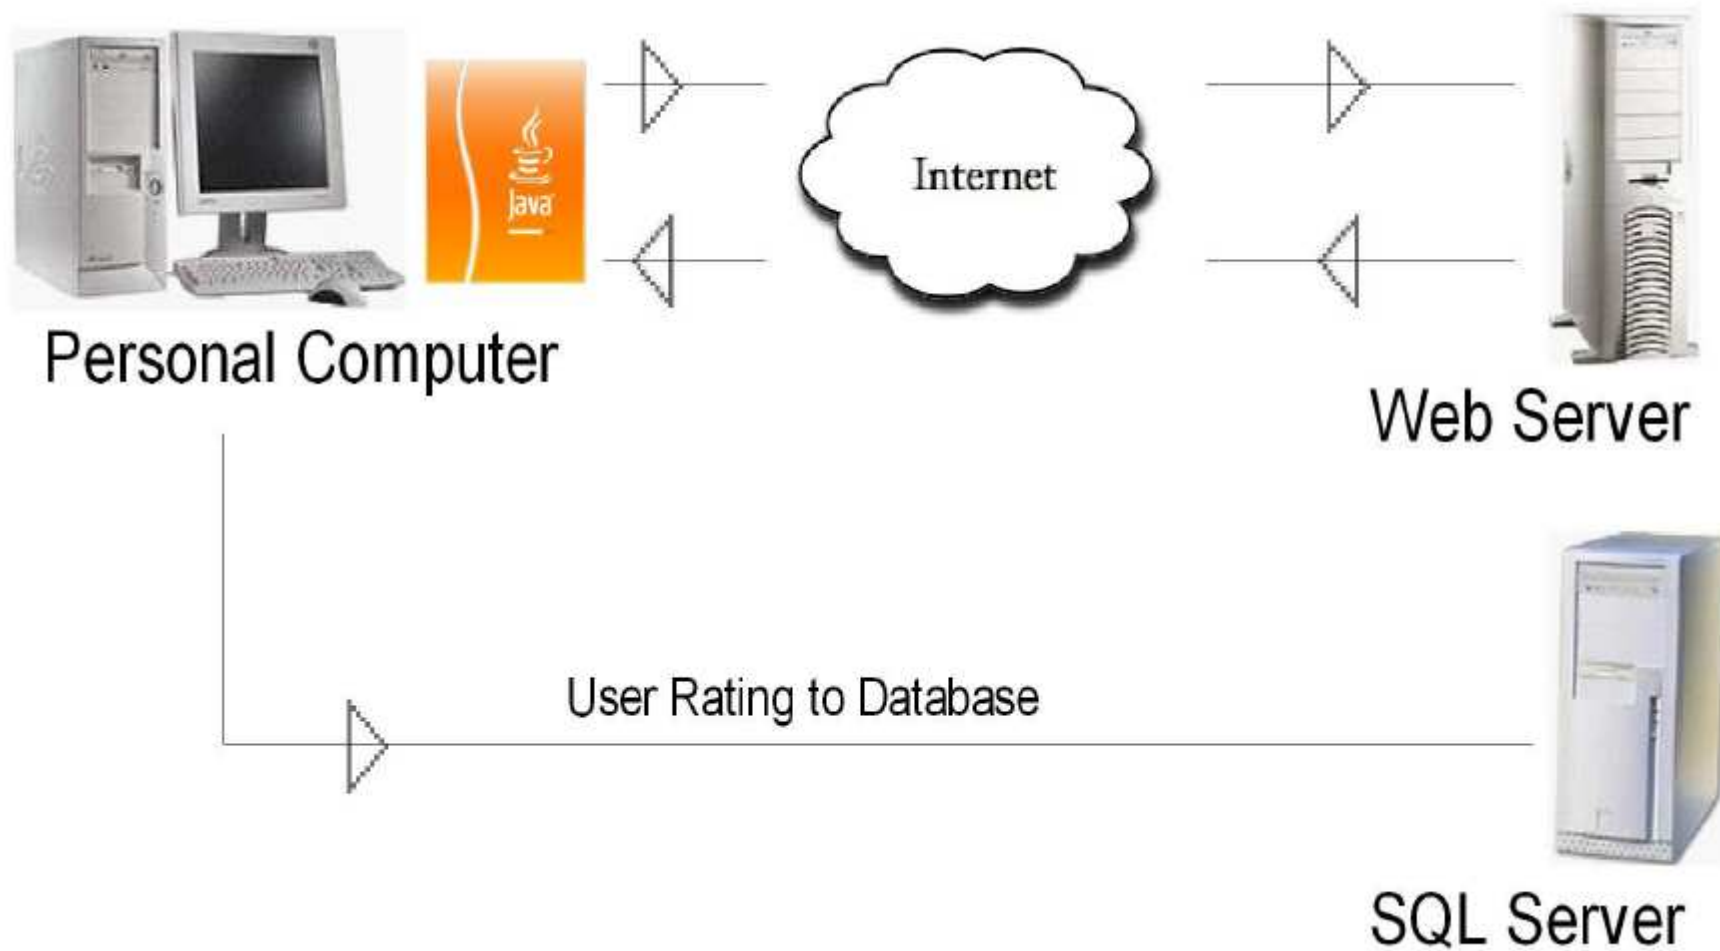 Java
Internet
Personal Computer
Web Server
User Rating to Database
SQL Server